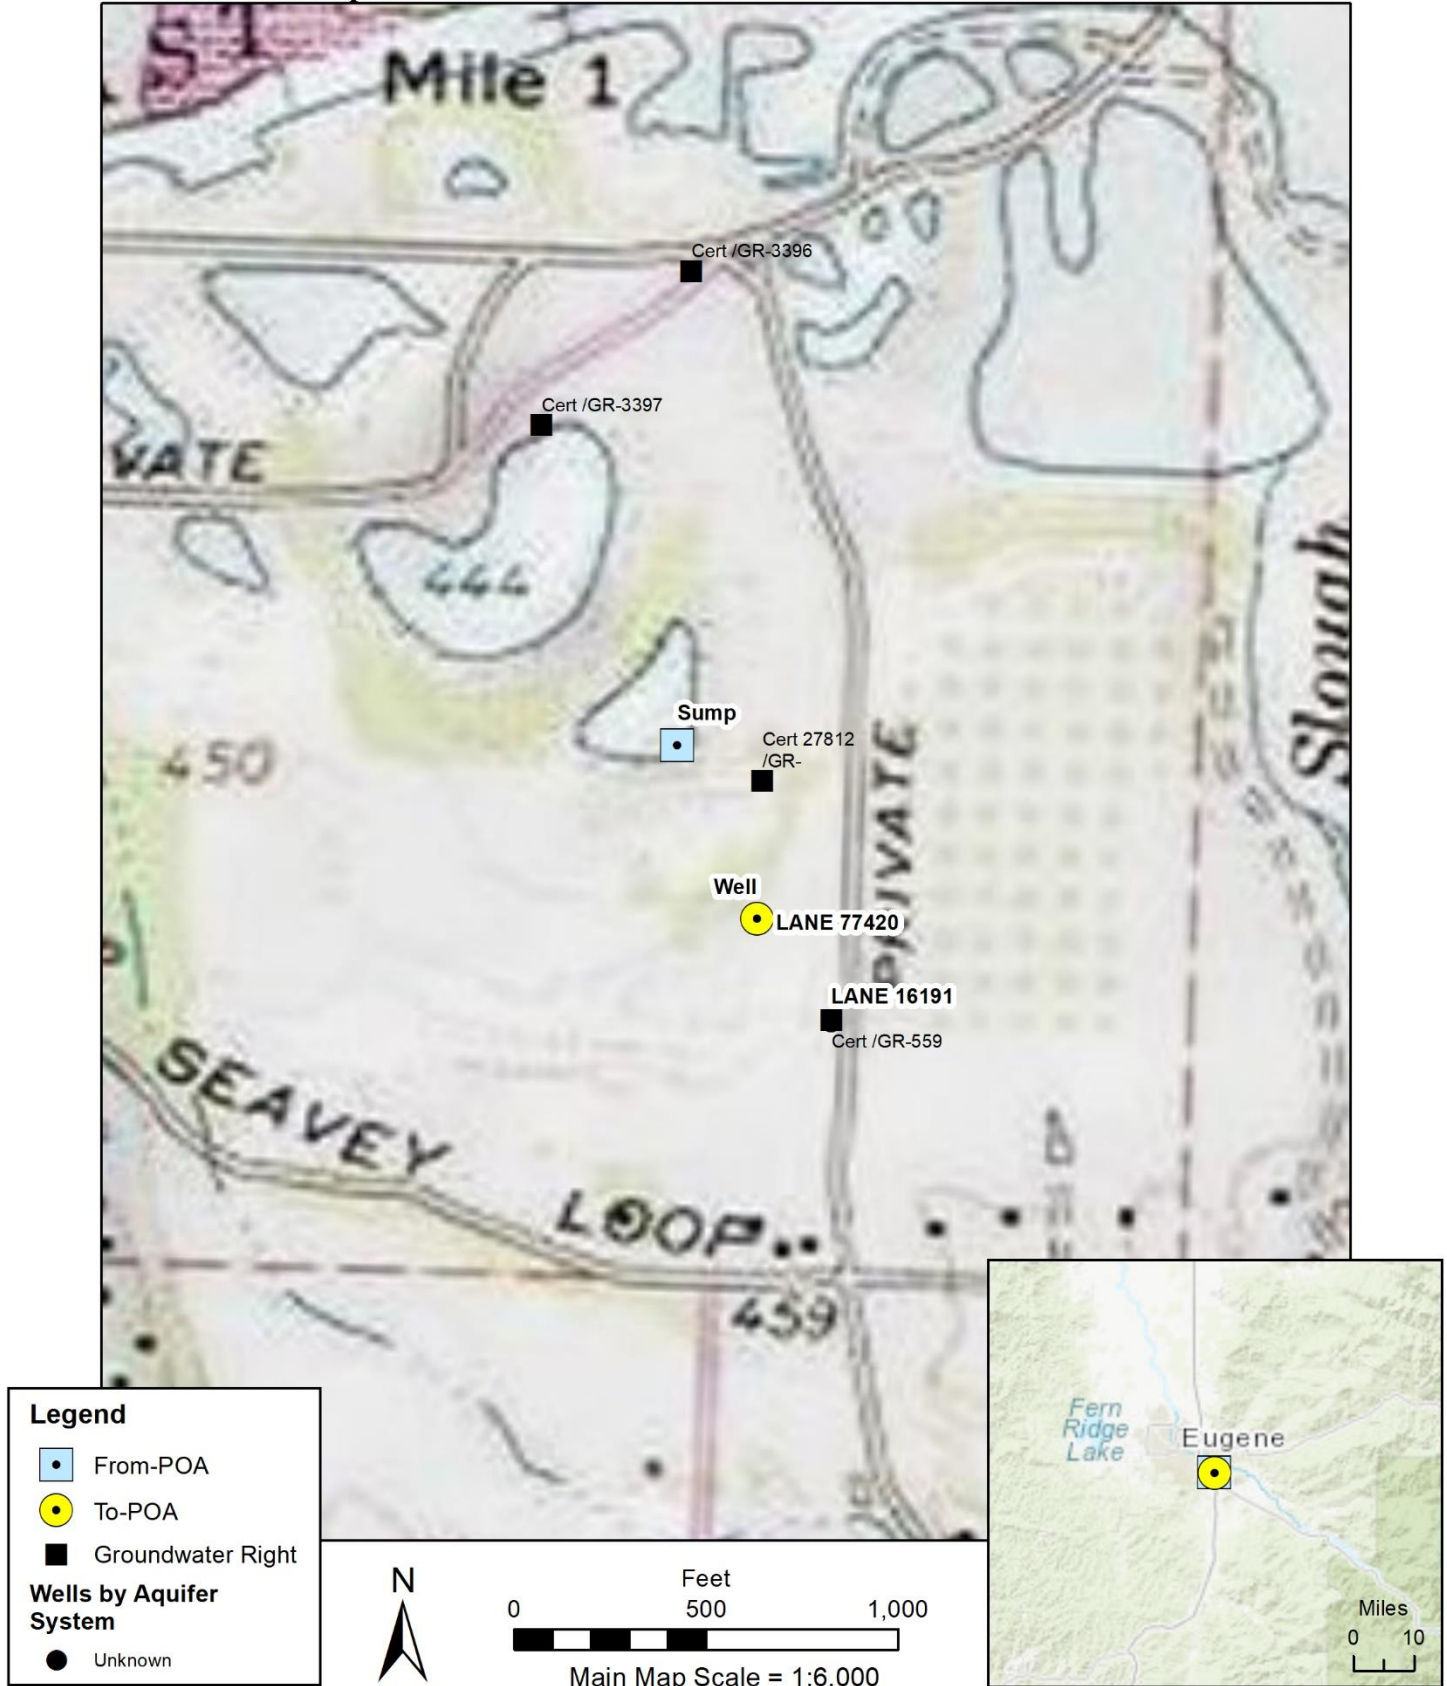 ST
Mile 1
Cert /GR-3396
Cert /GR-3397
VATE
444
Slough
Sump
Cert 27812
/GR-
450
PRIVATE
Well
LANE 77420
LANE 16191
Cert /GR-559
SEAVEY
LOOP
459
Legend
From-POA
To-POA
Groundwater Right
Wells by Aquifer
System
Unknown
N
Feet
0 500 1,000
Main Map Scale = 1:6,000
Fern
Ridge
Lake
Eugene
Miles
0 10